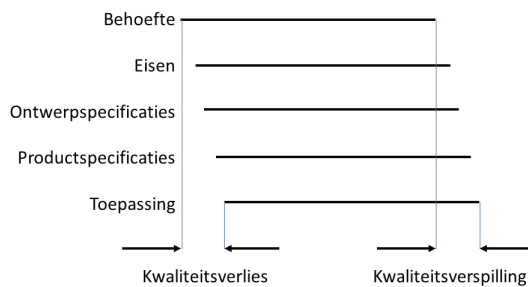 Behoefte
Eisen
Ontwerpspecificaties
Productspecificaties
Toepassing
Kwaliteitsverlies
Kwaliteitsverspilling